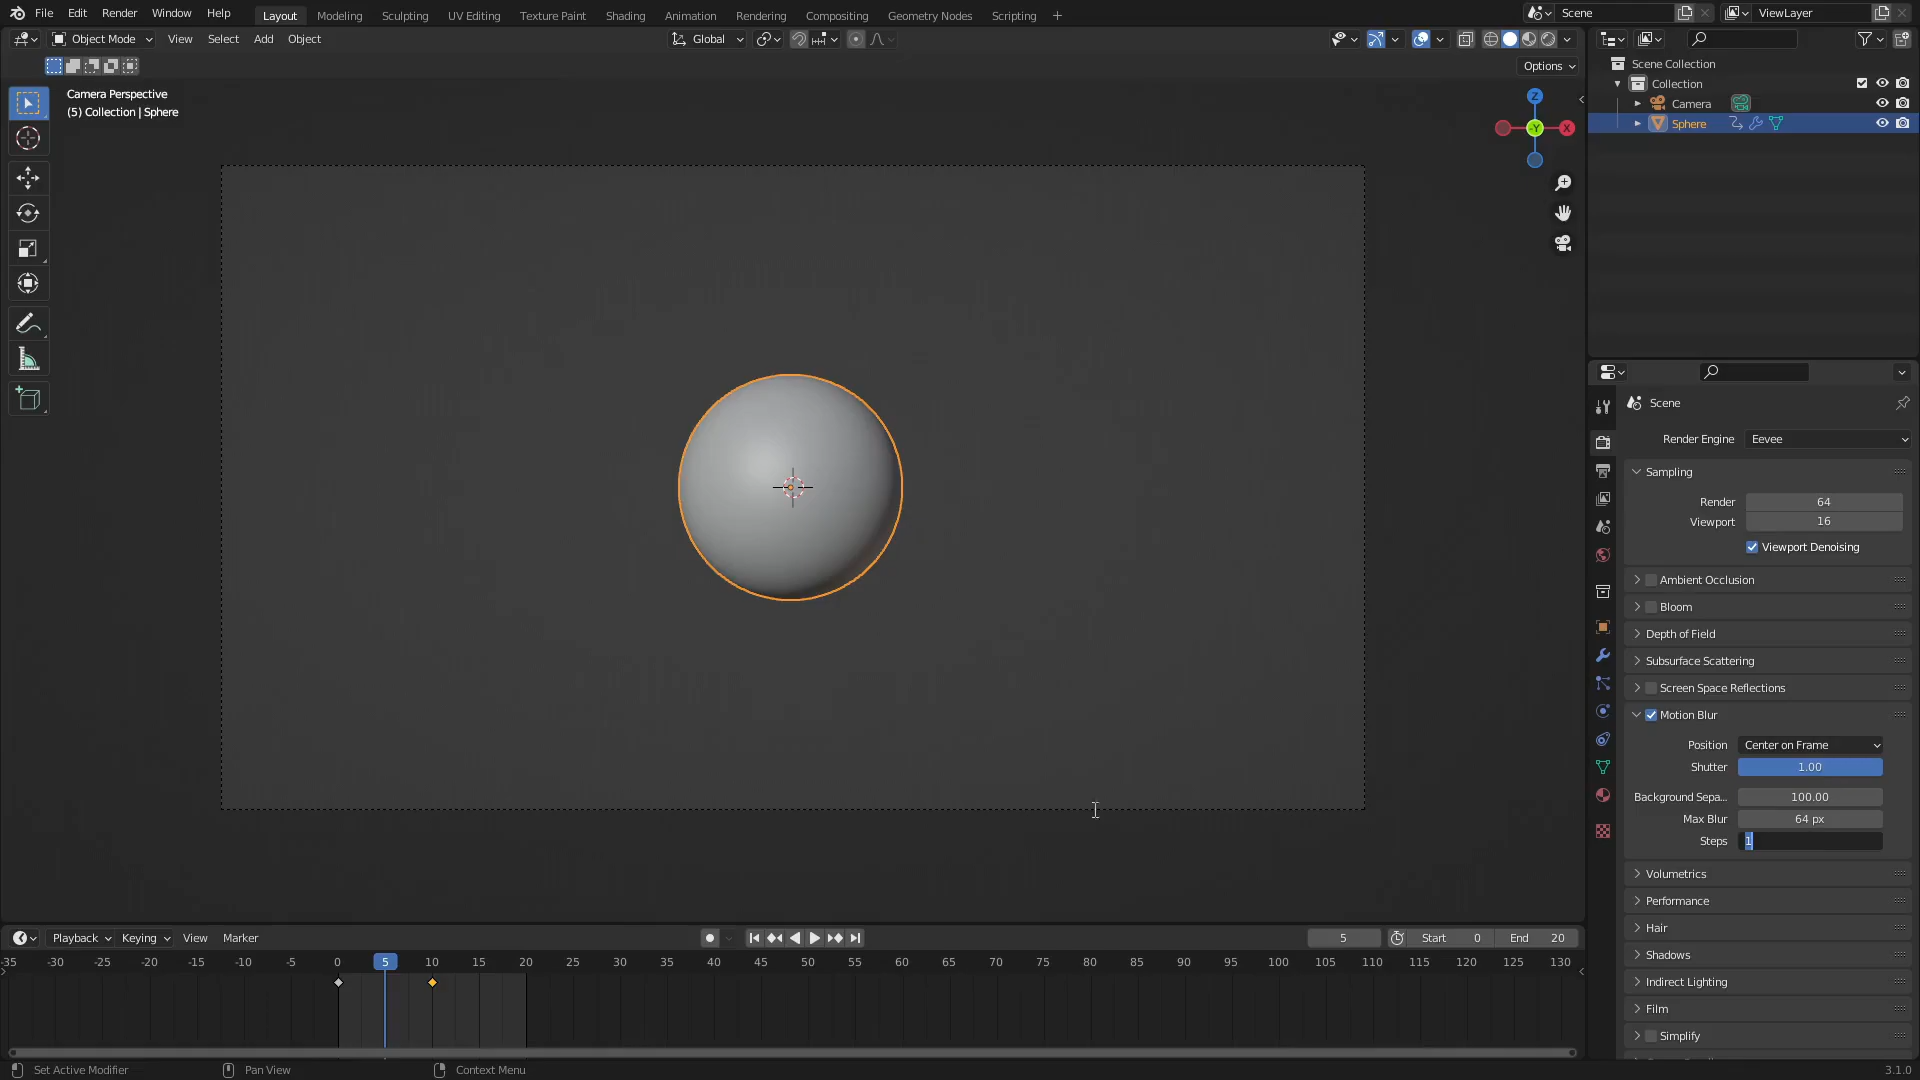 File Edit Render Window Help Layout Modeling Sculpting UV Editing Texture Paint Shading Animation Rendering Compositing Geometry Nodes Scripting + Scene ViewLayer
Object Mode View Select Add Object Global
Options
Camera Perspective
(5) Collection | Sphere
Z
-Y
X
Scene Collection
Collection
Camera
Sphere
Scene
Render Engine Eevee
Sampling
Render 64
Viewport 16
Viewport Denoising
Ambient Occlusion
Bloom
Depth of Field
Subsurface Scattering
Screen Space Reflections
Motion Blur
Position Center on Frame
Shutter 1.00
Background Sepa... 100.00
Max Blur 64 px
Steps 1
Volumetrics
Performance
Hair
Shadows
Indirect Lighting
Film
Simplify
Playback Keying View Marker 5 Start 0 End 20
-35 -30 -25 -20 -15 -10 -5 0 5 10 15 20 25 30 35 40 45 50 55 60 65 70 75 80 85 90 95 100 105 110 115 120 125 130
Set Active Modifier Pan View Context Menu 3.1.0